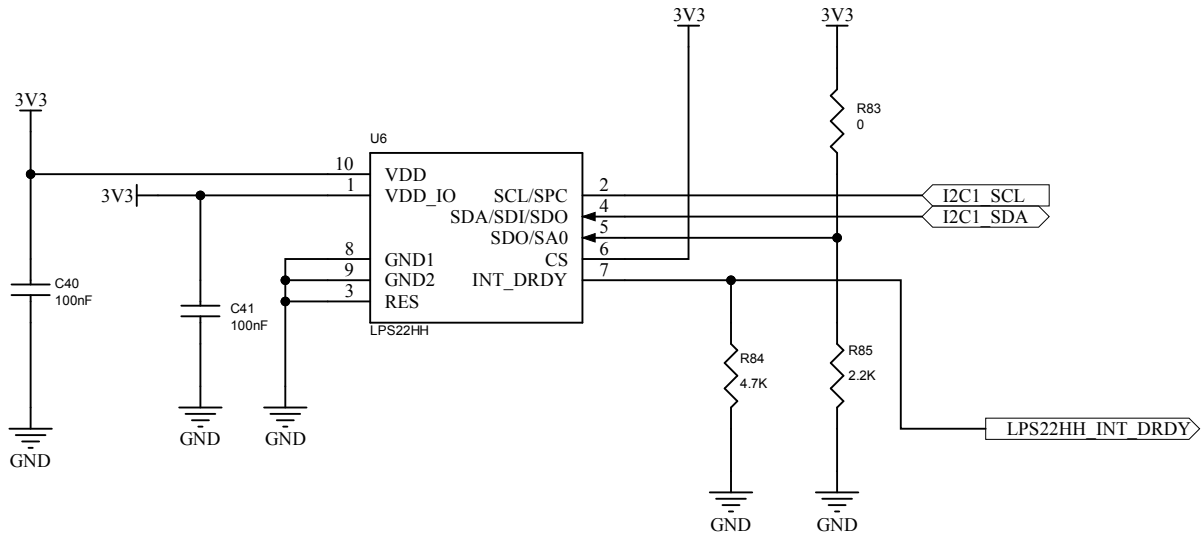 3V3
3V3
R83
0
3V3
U6
10
VDD
3V3
1
VDD_IO
SCL/SPC
2
I2C1_SCL
SDA/SDI/SDO
4
I2C1_SDA
SDO/SA0
5
8
GND1
CS
6
9
GND2
INT_DRDY
7
3
RES
LPS22HH
C40
100nF
C41
100nF
R84
4.7K
R85
2.2K
GND
GND
GND
LPS22HH_INT_DRDY
GND
GND